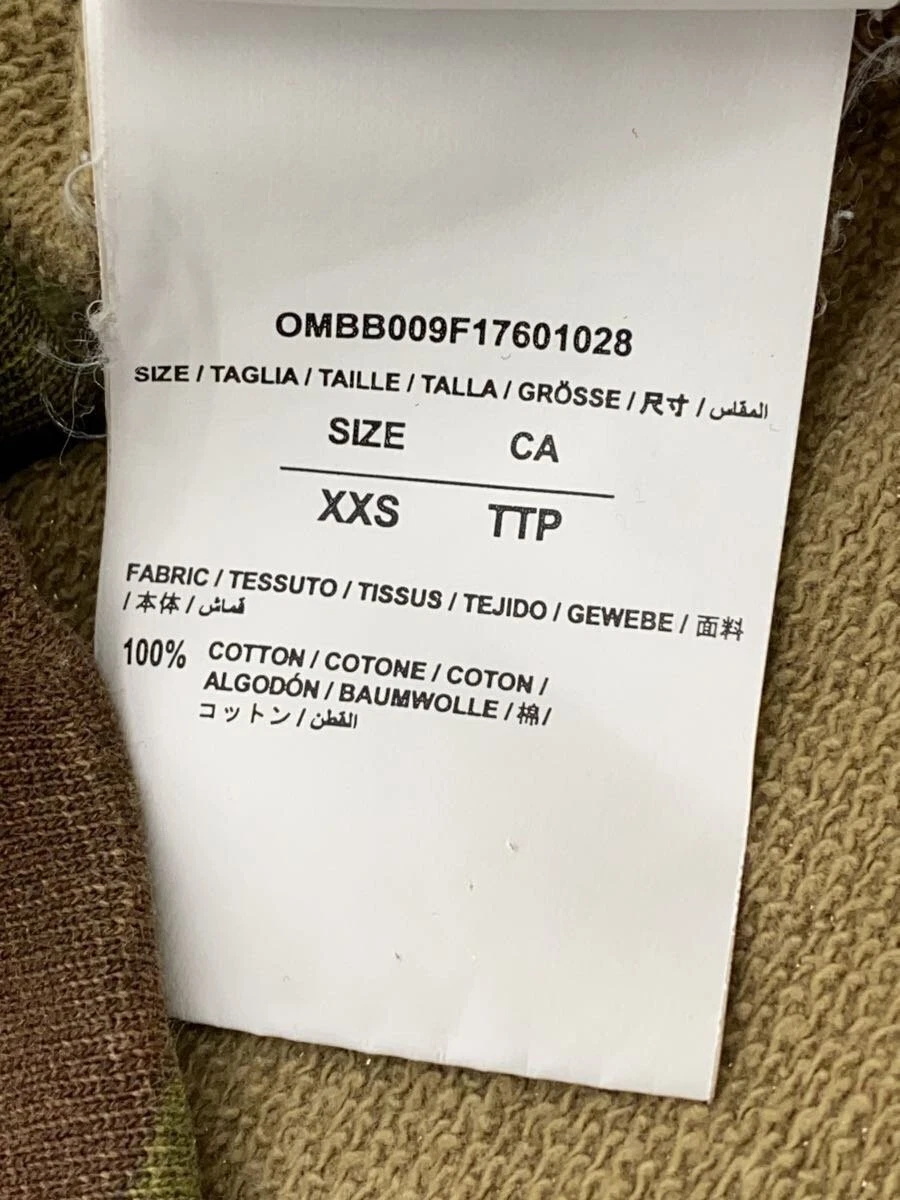 OMBB009F17601028
SIZE / TAGLIA / TAILLE / TALLA / GRÖSSE / 尺寸 / المقاس
SIZE CA
XXS TTP
FABRIC / TESSUTO / TISSUS / TEJIDO / GEWEBE / 面料
/ 本体 / قماش
100% COTTON / COTONE / COTON /
ALGODÓN / BAUMWOLLE / 棉 /
コットン / القطن